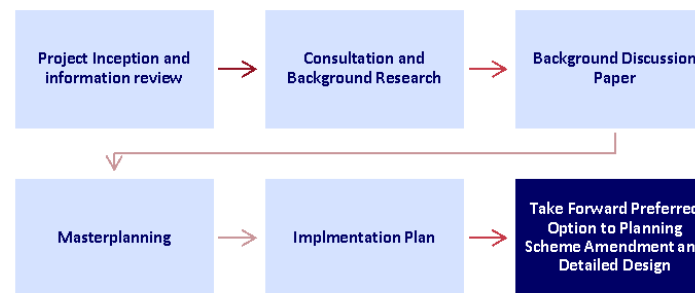 Project Inception and
information review
Consultation and
Background Research
Background Discussion
Paper
Masterplanning
Implmentation Plan
Take Forward Preferred
Option to Planning
Scheme Amendment an
Detailed Design